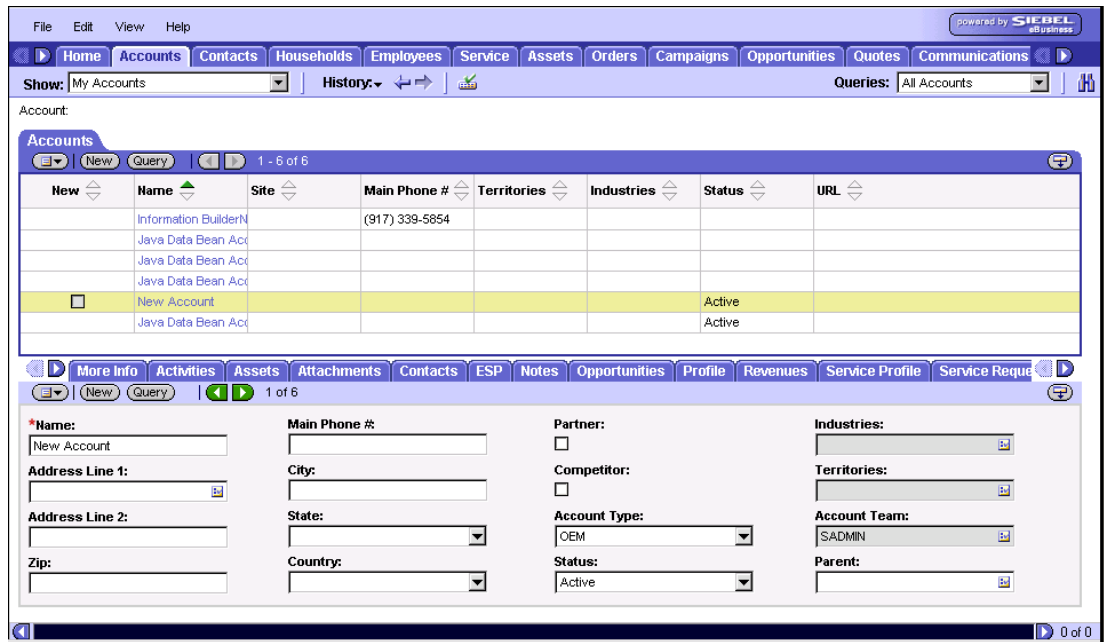 File Edit View Help
powered by SIEBEL eBusiness
Home Accounts Contacts Households Employees Service Assets Orders Campaigns Opportunities Quotes Communications
Show: My Accounts History: Queries: All Accounts
Account:
Accounts
New Query 1 - 6 of 6
New Name Site Main Phone # Territories Industries Status URL
Information BuilderN (917) 339-5854
Java Data Bean Acc
Java Data Bean Acc
Java Data Bean Acc
New Account Active
Java Data Bean Acc Active
More Info Activities Assets Attachments Contacts ESP Notes Opportunities Profile Revenues Service Profile Service Reque
New Query 1 of 6
*Name: Main Phone #: Partner: Industries:
New Account
Address Line 1: City: Competitor: Territories:
Address Line 2: State: Account Type: Account Team:
OEM SADMIN
Zip: Country: Status: Parent:
Active
0 of 0